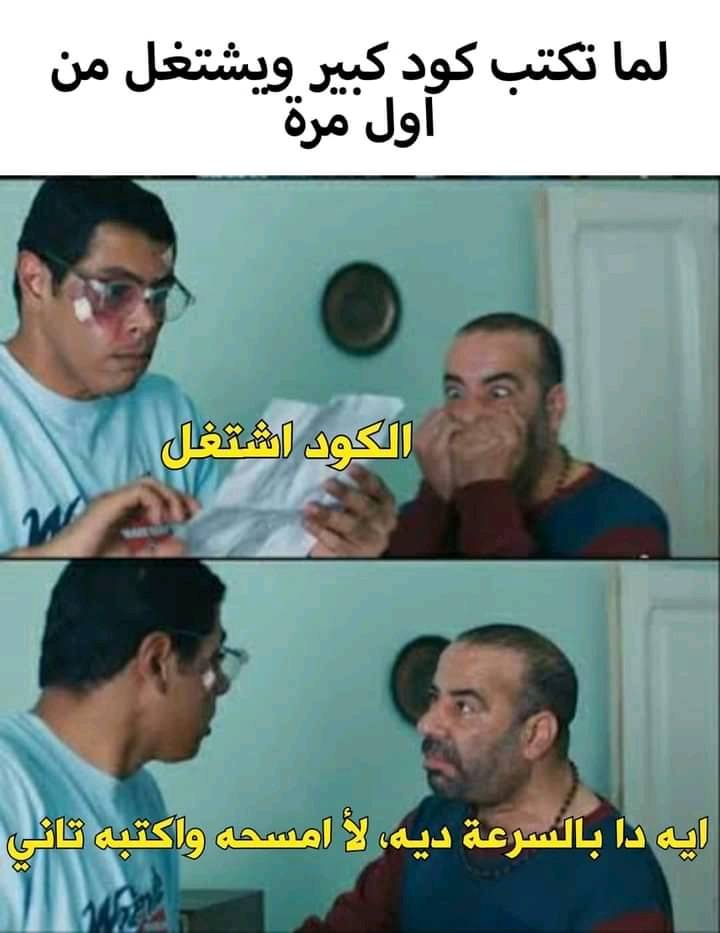 لما تكتب كود كبير ويشتغل من
اول مرة
الكود اشتغل
ايه دا بالسرعة ديه، لأ امسحه واكتبه تاني